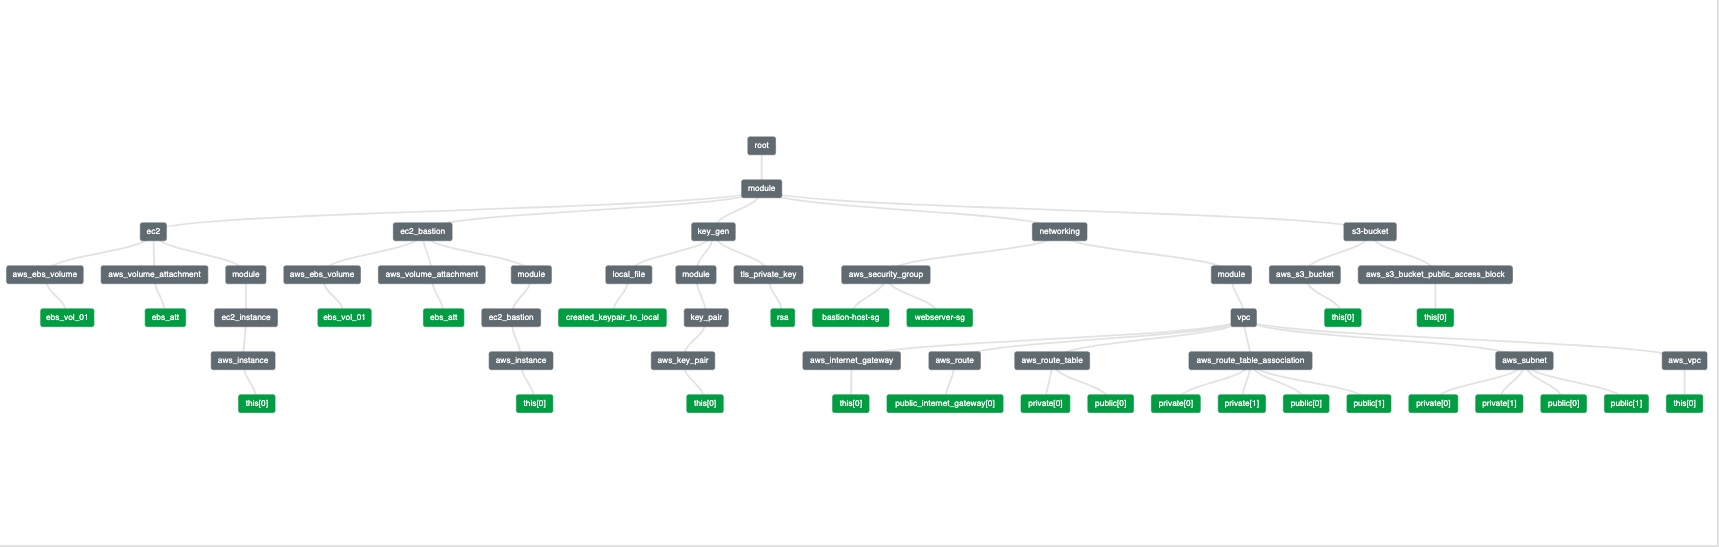 root
module
ec2
ec2_bastion
key_gen
networking
s3-bucket
aws_ebs_volume
aws_volume_attachment
module
aws_ebs_volume
aws_volume_attachment
module
local_file
module
tls_private_key
aws_security_group
module
aws_s3_bucket
aws_s3_bucket_public_access_block
ebs_vol_01
ebs_att
ec2_instance
ebs_vol_01
ebs_att
ec2_bastion
created_keypair_to_local
key_pair
rsa
bastion-host-sg
webserver-sg
vpc
this[0]
this[0]
aws_instance
aws_instance
aws_key_pair
aws_internet_gateway
aws_route
aws_route_table
aws_route_table_association
aws_subnet
aws_vpc
this[0]
this[0]
this[0]
this[0]
public_internet_gateway[0]
private[0]
public[0]
private[0]
private[1]
public[0]
public[1]
private[0]
private[1]
public[0]
public[1]
this[0]